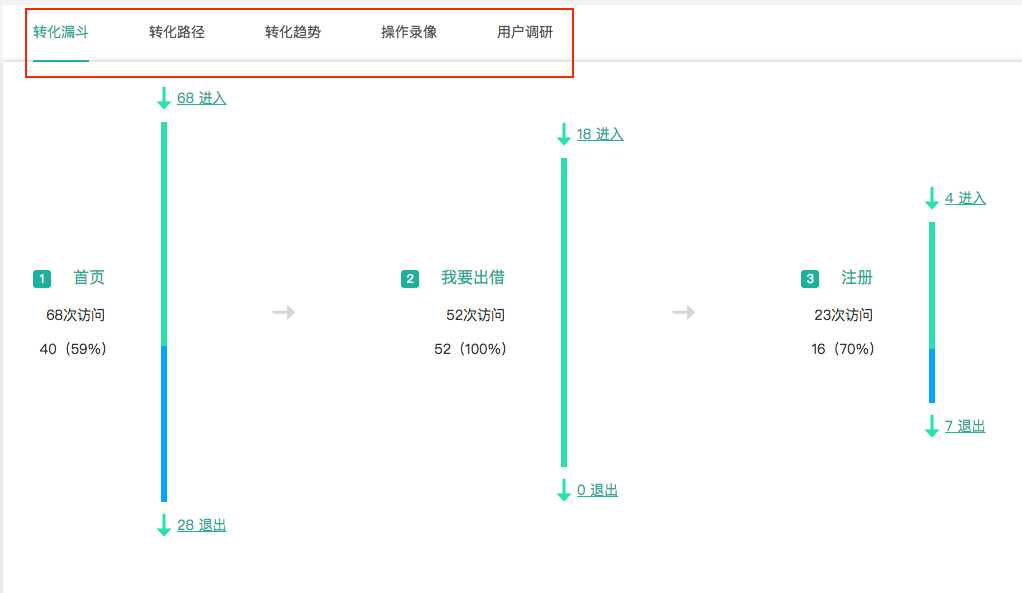 转化漏斗 转化路径 转化趋势 操作录像 用户调研
68 进入
1 首页
68次访问
40（59%）
28 退出
18 进入
2 我要出借
52次访问
52（100%）
0 退出
4 进入
3 注册
23次访问
16（70%）
7 退出